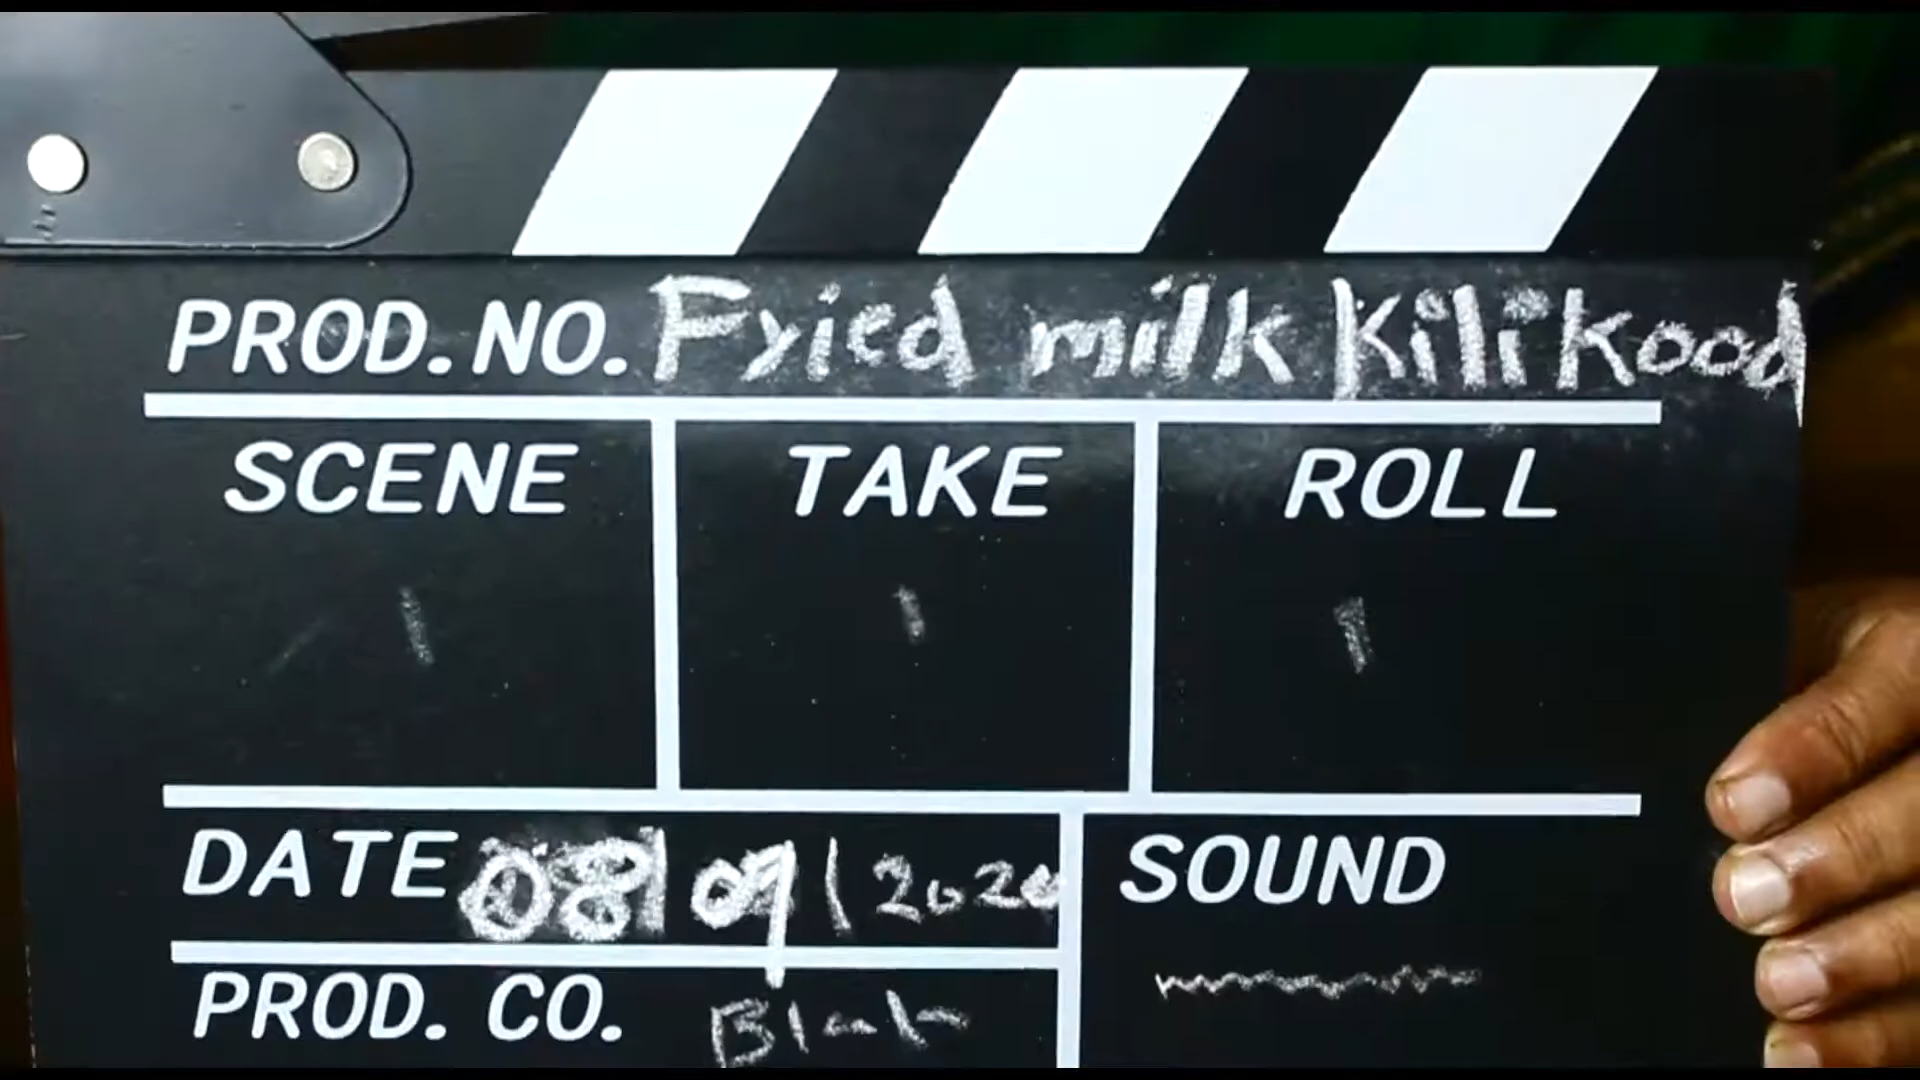 PROD. NO. Fried milk Kilikood
SCENE TAKE ROLL
1 1 1
DATE 08/09/2020 SOUND
PROD. CO.